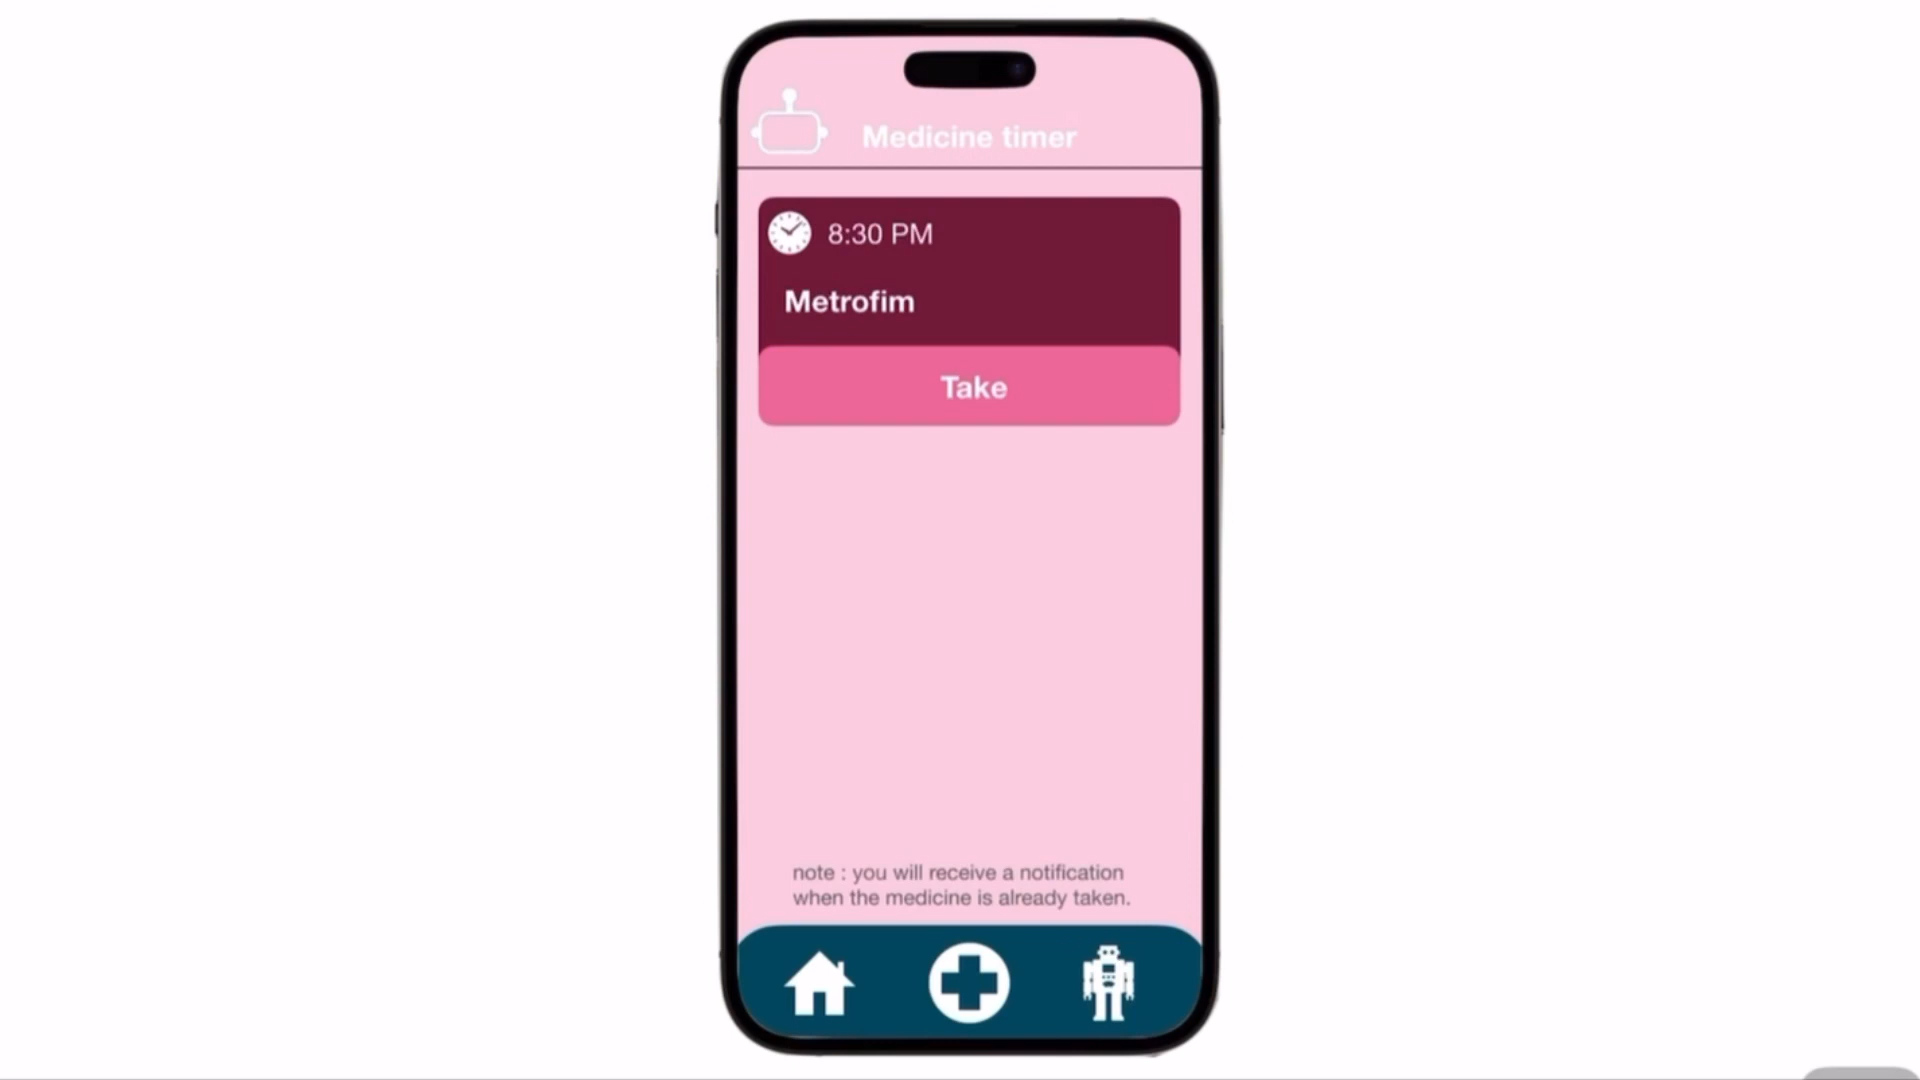 Medicine timer
8:30 PM
Metrofim
Take
note : you will receive a notification
when the medicine is already taken.